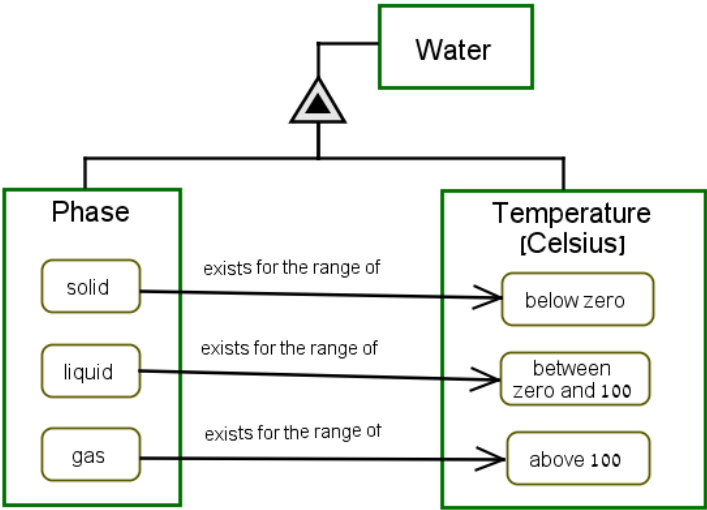 Water
Phase
Temperature
[Celsius]
solid
exists for the range of
below zero
liquid
exists for the range of
between
zero and 100
gas
exists for the range of
above 100